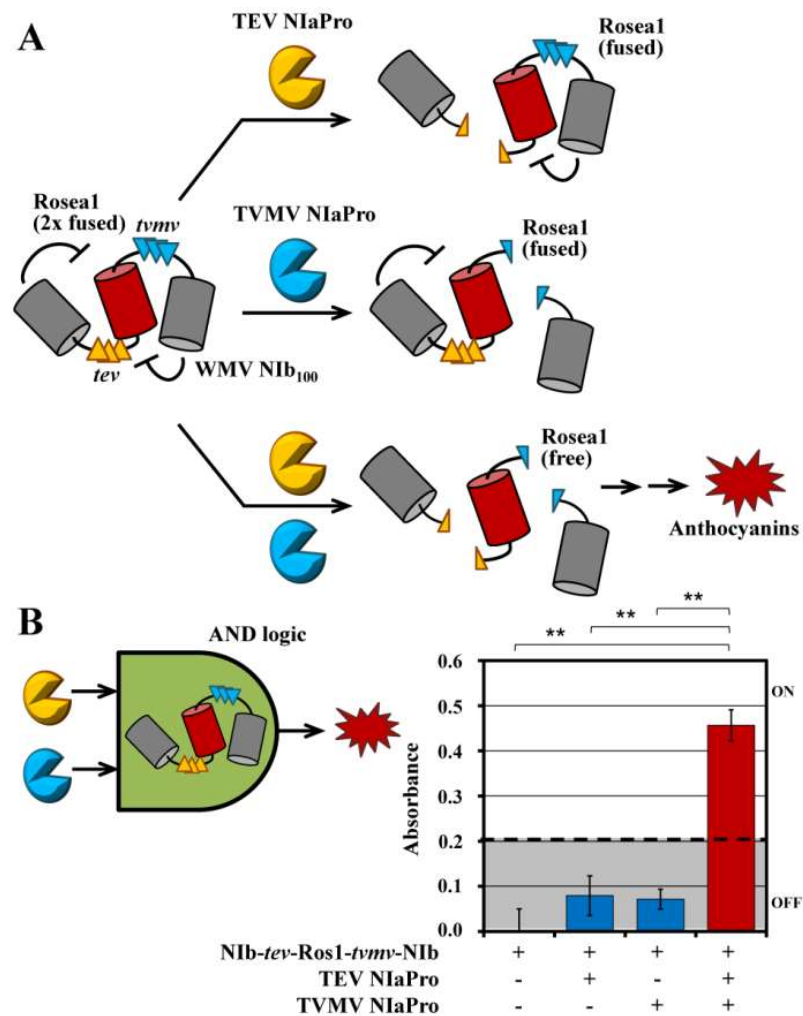 A
TEV NIaPro
Rosea1
(fused)
Rosea1
(2x fused)
tvmv
TVMV NIaPro
Rosea1
(fused)
tev
WMV NIb100
Rosea1
(free)
Anthocyanins
B
AND logic
**
**
**
0.6
ON
0.5
0.4
0.3
0.2
0.1
0.0
OFF
Absorbance
NIb-tev-Ros1-tvmv-NIb + + + +
TEV NIaPro - + - +
TVMV NIaPro - - + +